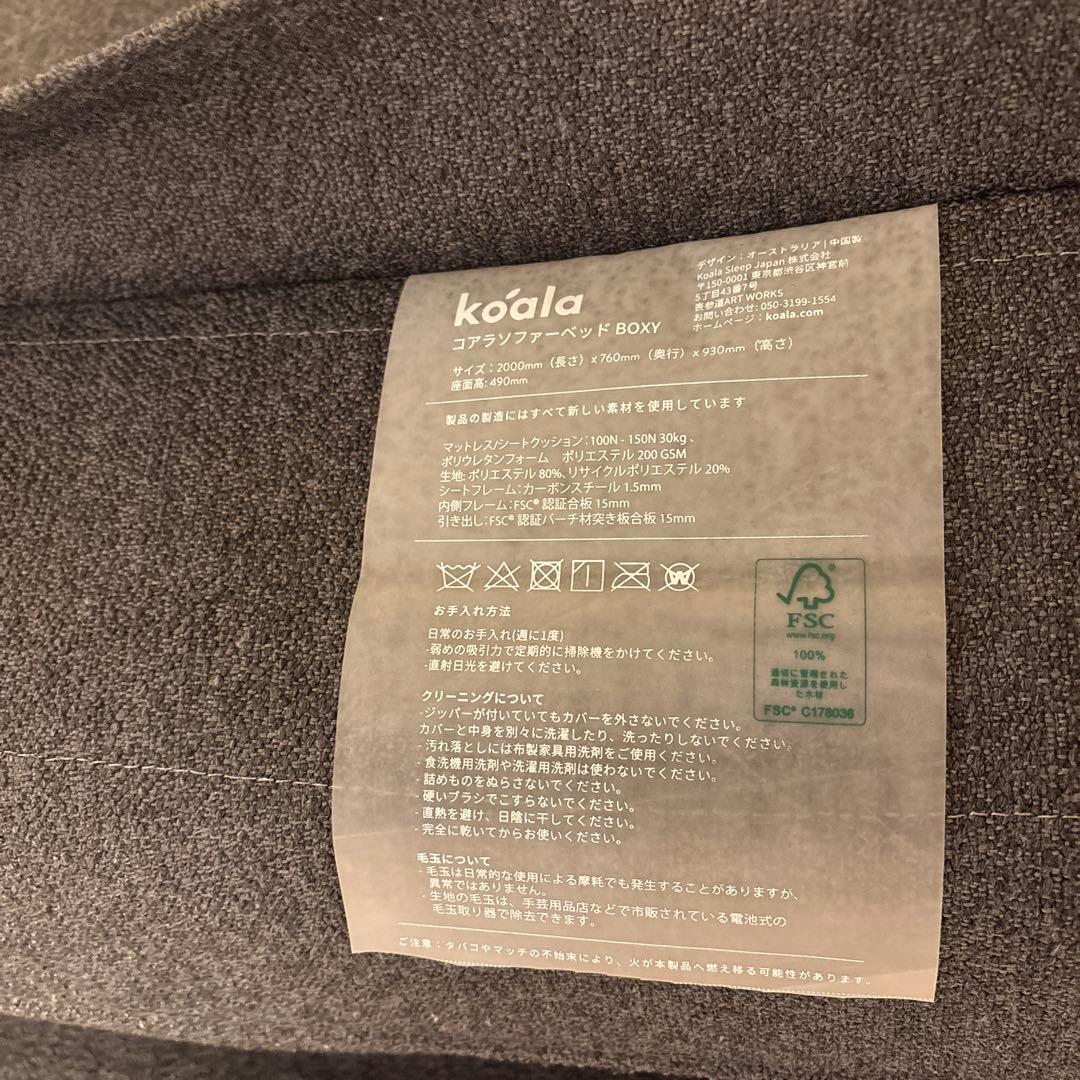 koala
コアラソファーベッド BOXY
サイズ：2000mm（長さ）x 760mm（奥行）x 930mm（高さ）
座面高: 490mm
デザイン：オーストラリア | 中国製
Koala Sleep Japan 株式会社
〒150-0001 東京都渋谷区神宮前
5丁目43番7号
表参道ART WORKS
お問い合わせ: 050-3199-1554
ホームページ：koala.com
製品の製造にはすべて新しい素材を使用しています
マットレス/シートクッション：100N - 150N 30kg 、
ポリウレタンフォーム　ポリエステル 200 GSM
生地: ポリエステル 80%、リサイクルポリエステル 20%
シートフレーム：カーボンスチール 1.5mm
内側フレーム：FSC® 認証合板 15mm
引き出し：FSC® 認証バーチ材突き板合板 15mm
W
お手入れ方法
日常のお手入れ(週に1度)
-弱めの吸引力で定期的に掃除機をかけてください。
-直射日光を避けてください。
クリーニングについて
-ジッパーが付いていてもカバーを外さないでください。
カバーと中身を別々に洗濯したり、洗ったりしないでください。
- 汚れ落としには布製家具用洗剤をご使用ください。
- 食洗機用洗剤や洗濯用洗剤は使わないでください。
- 詰めものをぬらさないでください。
- 硬いブラシでこすらないでください。
- 直熱を避け、日陰に干してください。
- 完全に乾いてからお使いください。
毛玉について
- 毛玉は日常的な使用による摩耗でも発生することがありますが、
異常ではありません。
- 生地の毛玉は、手芸用品店などで市販されている電池式の
毛玉取り器で除去できます。
ご注意：タバコやマッチの不始末により、火が本製品へ燃え移る可能性があります。
®
FSC
www.fsc.org
100%
適切に管理された
森林資源を使用し
た木材
FSC® C178036